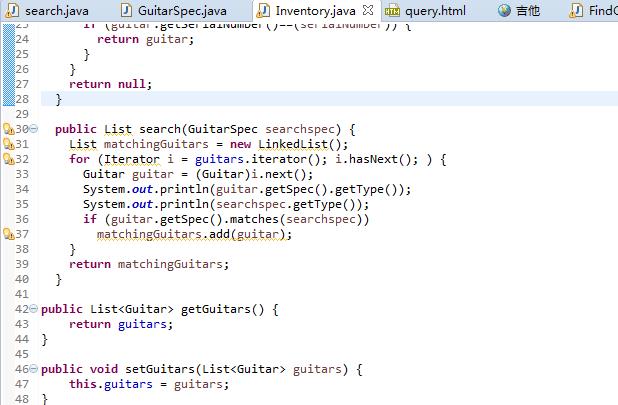 search.java GuitarSpec.java Inventory.java query.html 吉他 FindG
23 if (guitar.getSerialNumber()==(serialNumber)) {
24 return guitar;
25 }
26 }
27 return null;
28 }
29
30 public List search(GuitarSpec searchspec) {
31 List matchingGuitars = new LinkedList();
32 for (Iterator i = guitars.iterator(); i.hasNext(); ) {
33 Guitar guitar = (Guitar)i.next();
34 System.out.println(guitar.getSpec().getType());
35 System.out.println(searchspec.getType());
36 if (guitar.getSpec().matches(searchspec))
37 matchingGuitars.add(guitar);
38 }
39 return matchingGuitars;
40 }
41
42 public List<Guitar> getGuitars() {
43 return guitars;
44 }
45
46 public void setGuitars(List<Guitar> guitars) {
47 this.guitars = guitars;
48 }